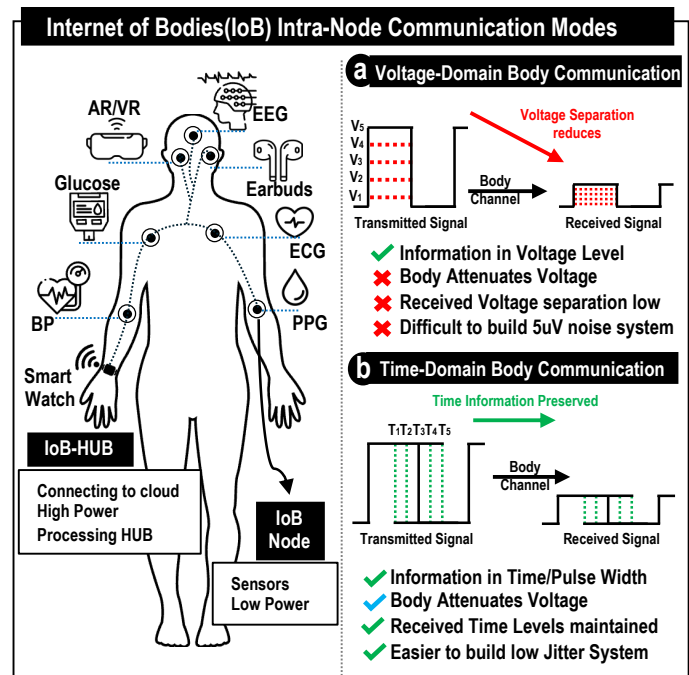 Internet of Bodies(IoB) Intra-Node Communication Modes
AR/VR
EEG
Glucose
Earbuds
ECG
BP
PPG
Smart
Watch
IoB-HUB
Connecting to cloud
High Power
Processing HUB
IoB
Node
Sensors
Low Power
a Voltage-Domain Body Communication
Voltage Separation
reduces
V5
V4
V3
V2
V1
Body
Channel
Transmitted Signal
Received Signal
Information in Voltage Level
Body Attenuates Voltage
Received Voltage separation low
Difficult to build 5uV noise system
b Time-Domain Body Communication
Time Information Preserved
T1 T2 T3 T4 T5
Body
Channel
Transmitted Signal
Received Signal
Information in Time/Pulse Width
Body Attenuates Voltage
Received Time Levels maintained
Easier to build low Jitter System